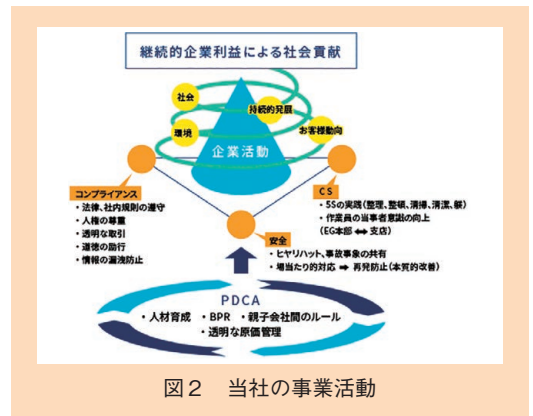 継続的企業利益による社会貢献
社会
持続的発展
環境
お客様動向
企業活動
コンプライアンス
・法律、社内規則の遵守
・人権の尊重
・透明な取引
・道徳の励行
・情報の漏洩防止
CS
・5Sの実践(整理、整頓、清掃、清潔、躾)
・作業員の当事者意識の向上
(EG本部 ⇔ 支店)
安全
・ヒヤリハット、事故事象の共有
・場当たり的対応 ➡ 再発防止(本質的改善)
PDCA
・人材育成 ・BPR ・親子会社間のルール
・透明な原価管理
図2 当社の事業活動